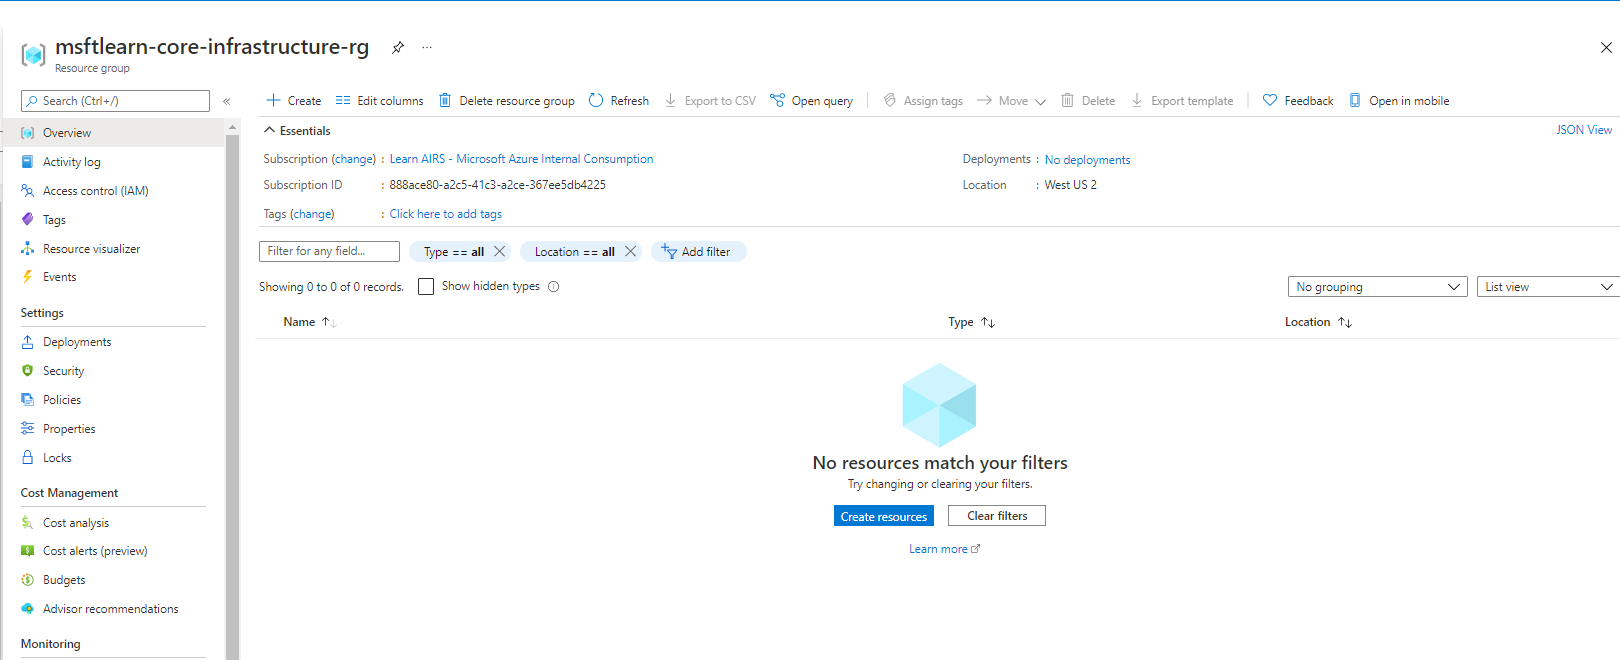 msftlearn-core-infrastructure-rg
Resource group
Search (Ctrl+/)
Create Edit columns Delete resource group Refresh Export to CSV Open query Assign tags Move Delete Export template Feedback Open in mobile
Overview
Activity log
Access control (IAM)
Tags
Resource visualizer
Events
Settings
Deployments
Security
Policies
Properties
Locks
Cost Management
Cost analysis
Cost alerts (preview)
Budgets
Advisor recommendations
Monitoring
Essentials
JSON View
Subscription (change) : Learn AIRS - Microsoft Azure Internal Consumption
Subscription ID : 888ace80-a2c5-41c3-a2ce-367ee5db4225
Tags (change) : Click here to add tags
Deployments : No deployments
Location : West US 2
Filter for any field... Type == all Location == all Add filter
Showing 0 to 0 of 0 records. Show hidden types No grouping List view
Name Type Location
No resources match your filters
Try changing or clearing your filters.
Create resources Clear filters
Learn more